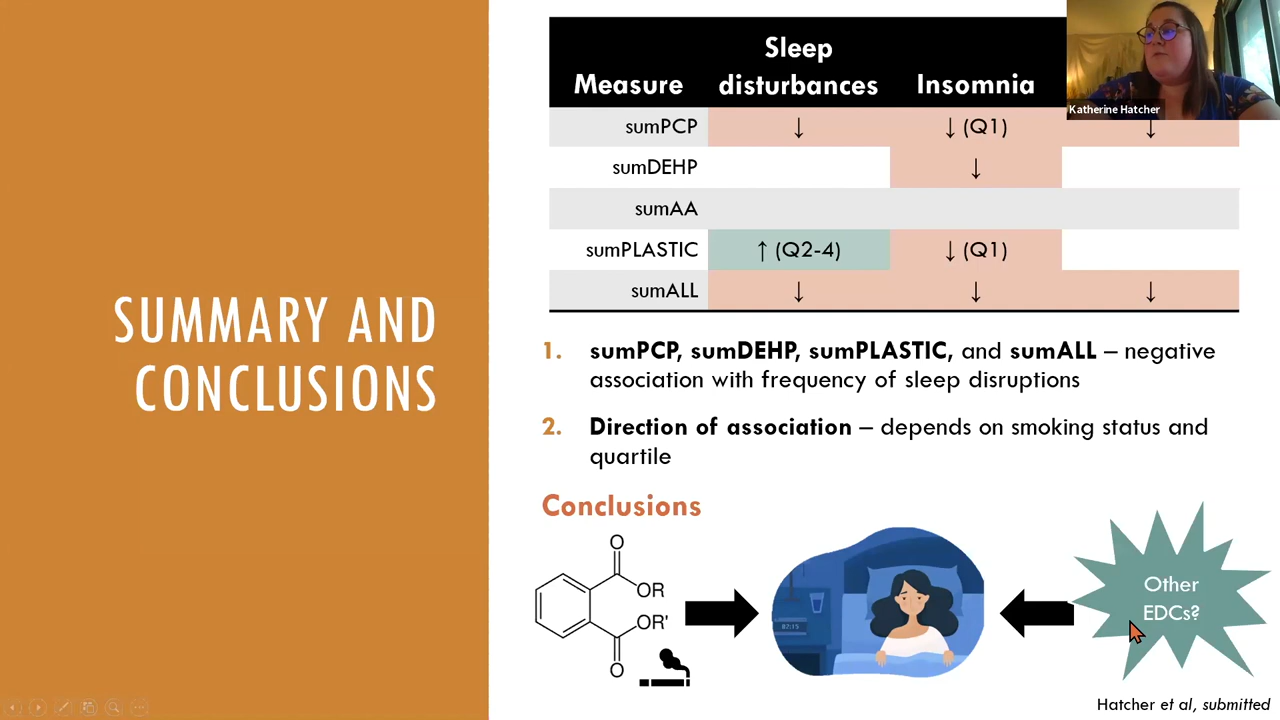 SUMMARY AND
CONCLUSIONS
Sleep
Measure disturbances Insomnia
Katherine Hatcher
sumPCP ↓ ↓ (Q1) ↓
sumDEHP ↓
sumAA
sumPLASTIC ↑ (Q2-4) ↓ (Q1)
sumALL ↓ ↓ ↓
1. sumPCP, sumDEHP, sumPLASTIC, and sumALL – negative
association with frequency of sleep disruptions
2. Direction of association – depends on smoking status and
quartile
Conclusions
O
OR
OR'
O
Other
EDCs?
Hatcher et al, submitted